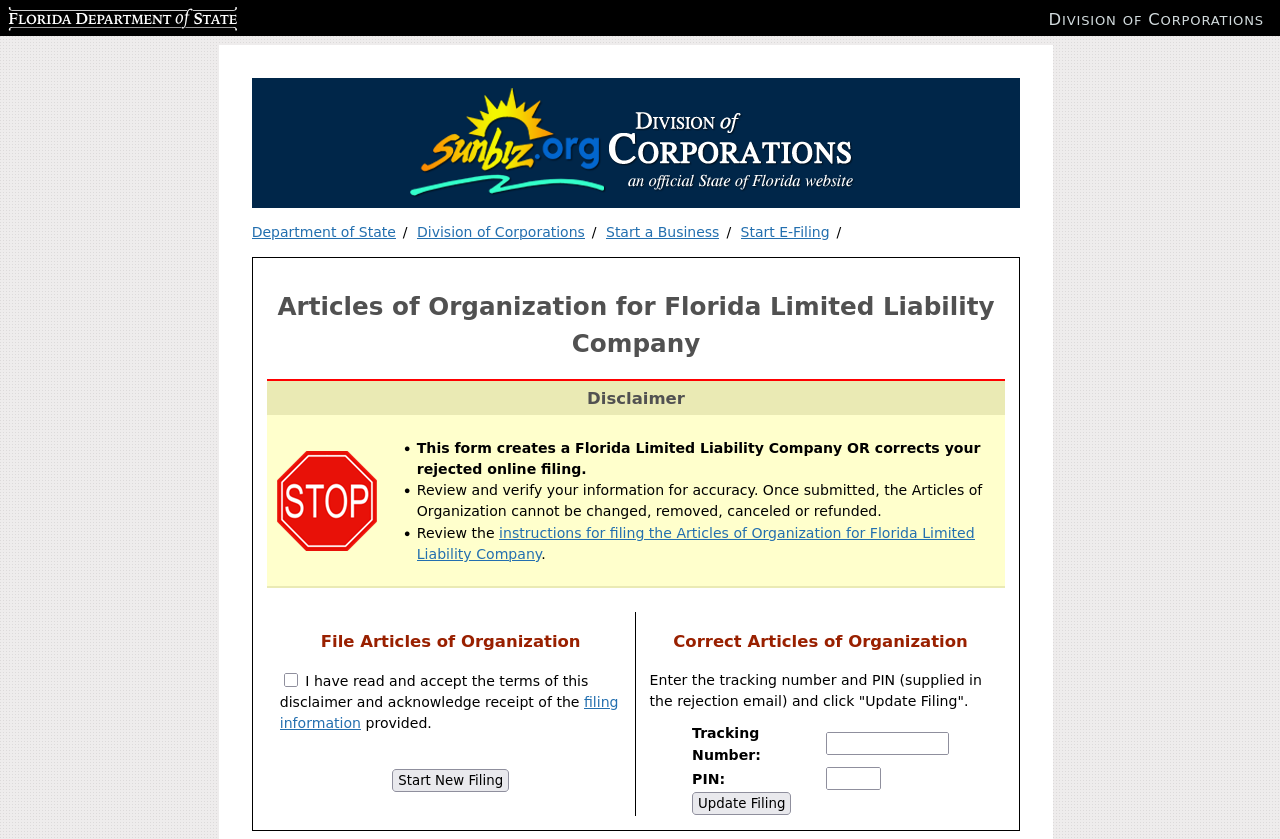 FLORIDA DEPARTMENT of STATE
DIVISION OF CORPORATIONS
Sunbiz.org
DIVISION of
CORPORATIONS
an official State of Florida website
Department of State / Division of Corporations / Start a Business / Start E-Filing /
Articles of Organization for Florida Limited Liability
Company
Disclaimer
STOP
• This form creates a Florida Limited Liability Company OR corrects your
rejected online filing.
• Review and verify your information for accuracy. Once submitted, the Articles of
Organization cannot be changed, removed, canceled or refunded.
• Review the instructions for filing the Articles of Organization for Florida Limited
Liability Company.
File Articles of Organization
I have read and accept the terms of this
disclaimer and acknowledge receipt of the filing
information provided.
Start New Filing
Correct Articles of Organization
Enter the tracking number and PIN (supplied in
the rejection email) and click "Update Filing".
Tracking
Number:
PIN:
Update Filing